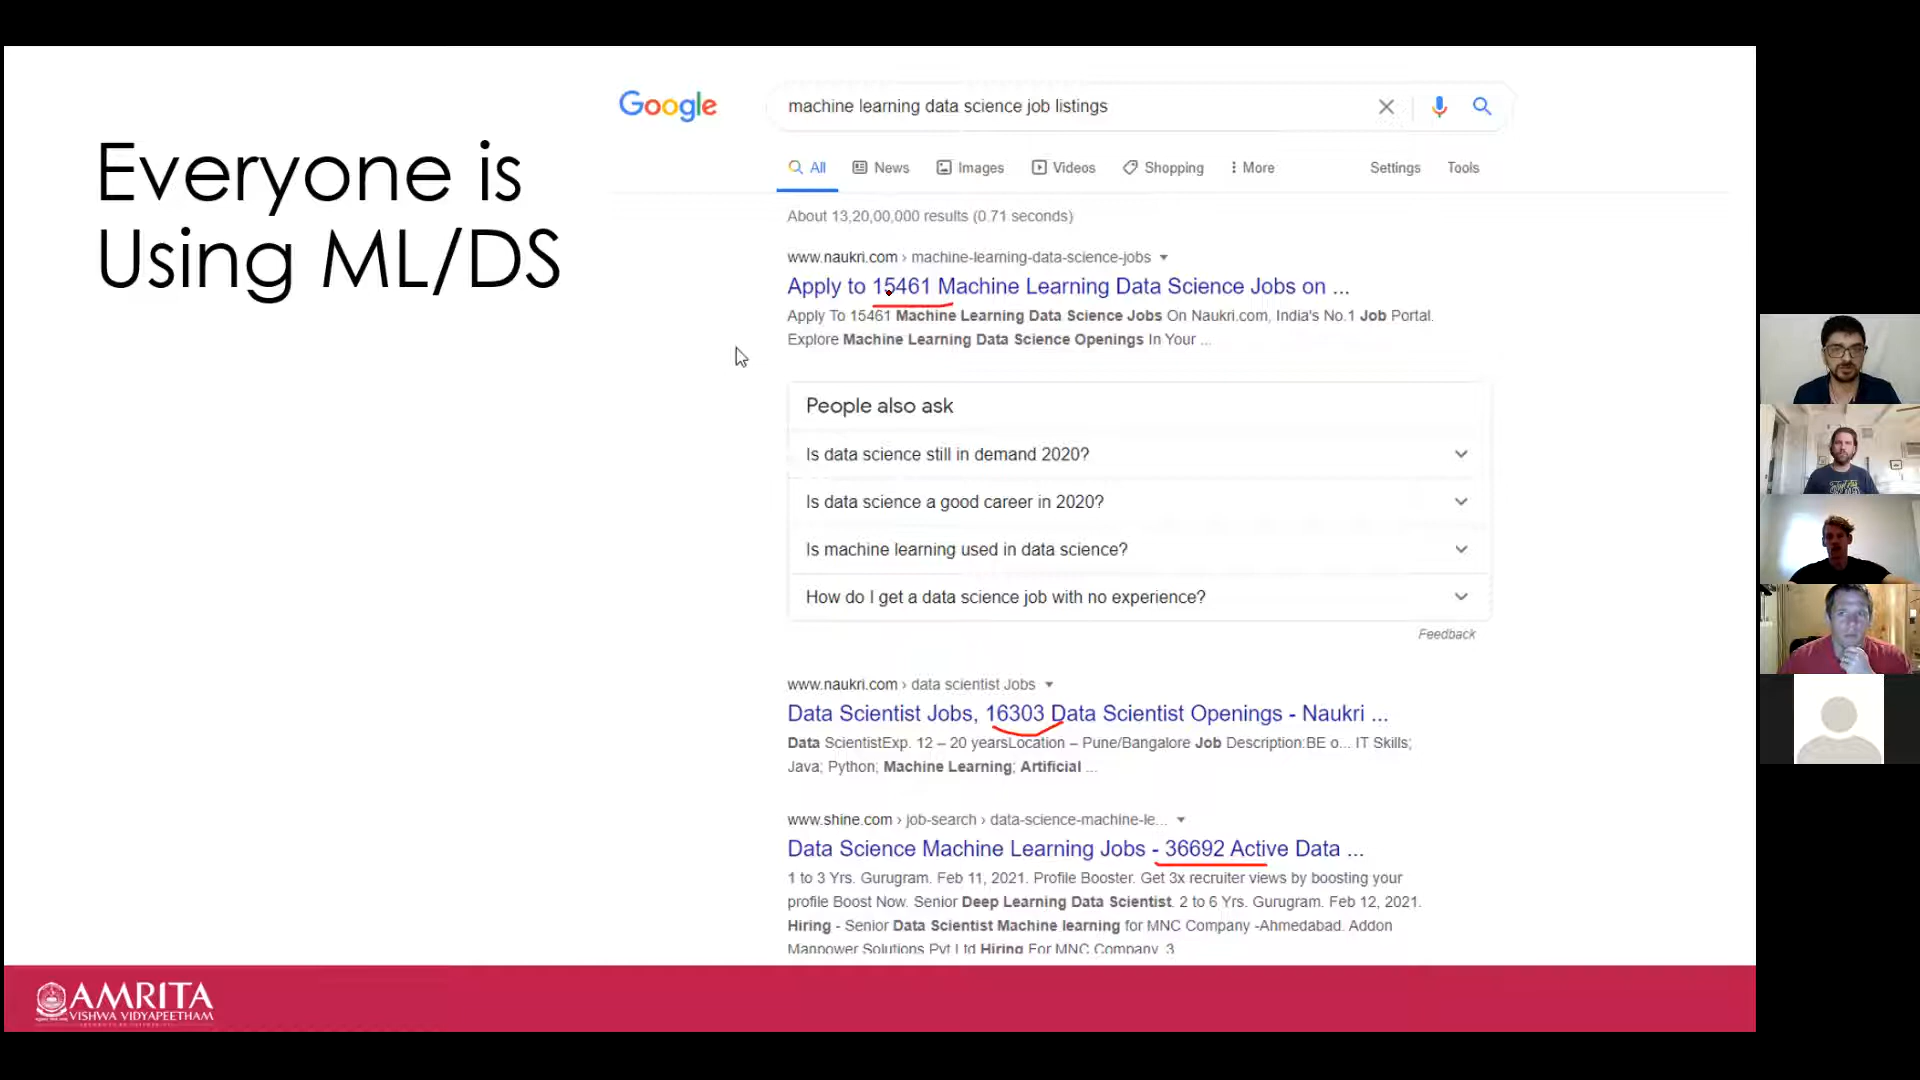 Everyone is
Using ML/DS
Google
machine learning data science job listings
All News Images Videos Shopping More Settings Tools
About 13,20,00,000 results (0.71 seconds)
www.naukri.com › machine-learning-data-science-jobs
Apply to 15461 Machine Learning Data Science Jobs on ...
Apply To 15461 Machine Learning Data Science Jobs On Naukri.com, India's No.1 Job Portal.
Explore Machine Learning Data Science Openings In Your ...
People also ask
Is data science still in demand 2020?
Is data science a good career in 2020?
Is machine learning used in data science?
How do I get a data science job with no experience?
Feedback
www.naukri.com › data scientist Jobs
Data Scientist Jobs, 16303 Data Scientist Openings - Naukri ...
Data ScientistExp. 12 – 20 yearsLocation – Pune/Bangalore Job Description:BE o... IT Skills;
Java; Python; Machine Learning; Artificial ...
www.shine.com › job-search › data-science-machine-le...
Data Science Machine Learning Jobs - 36692 Active Data ...
1 to 3 Yrs. Gurugram. Feb 11, 2021. Profile Booster. Get 3x recruiter views by boosting your
profile Boost Now. Senior Deep Learning Data Scientist. 2 to 6 Yrs. Gurugram. Feb 12, 2021.
Hiring - Senior Data Scientist Machine learning for MNC Company -Ahmedabad. Addon
Manpower Solutions Pvt Ltd Hiring For MNC Company. 3
AMRITA
VISHWA VIDYAPEETHAM